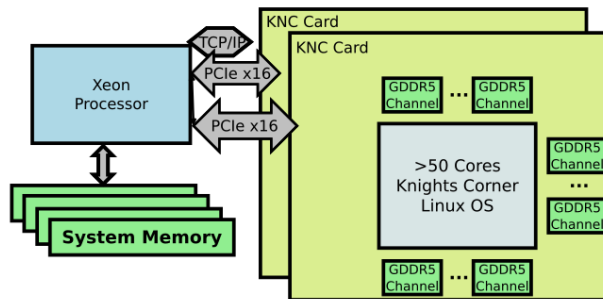 KNC Card
KNC Card
TCP/IP
PCIe x16
PCIe x16
Xeon
Processor
System Memory
GDDR5
Channel
...
GDDR5
Channel
>50 Cores
Knights Corner
Linux OS
GDDR5
Channel
...
GDDR5
Channel
GDDR5
Channel
...
GDDR5
Channel